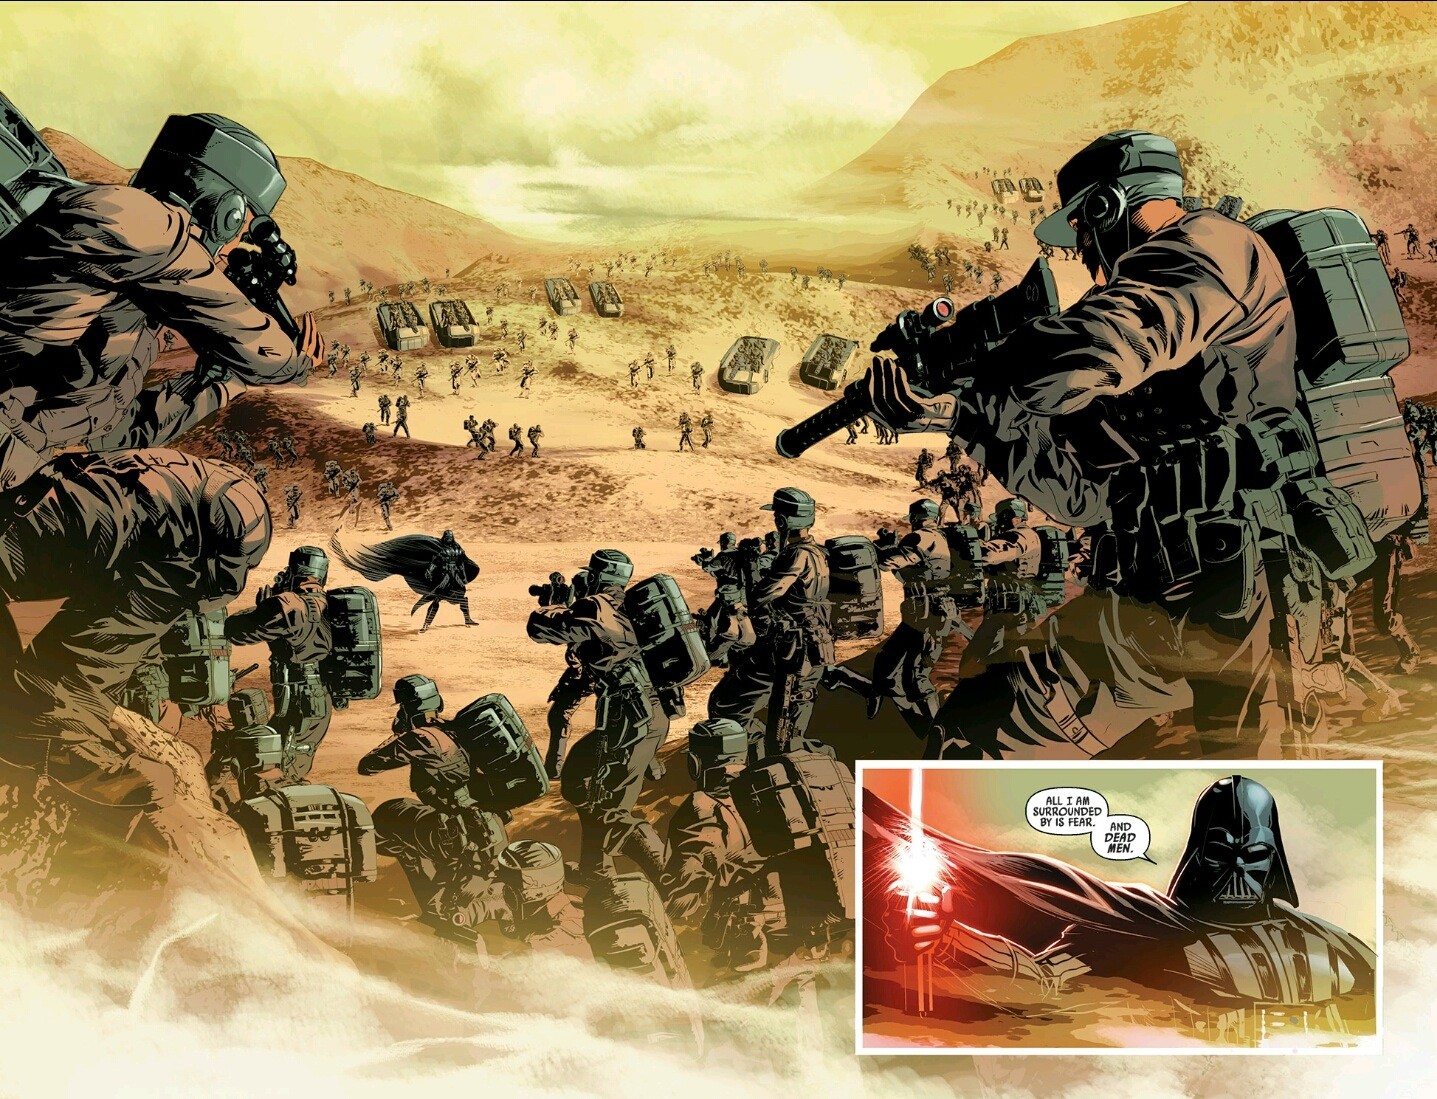 ALL I AM
SURROUNDED
BY IS FEAR.
AND
DEAD
MEN.